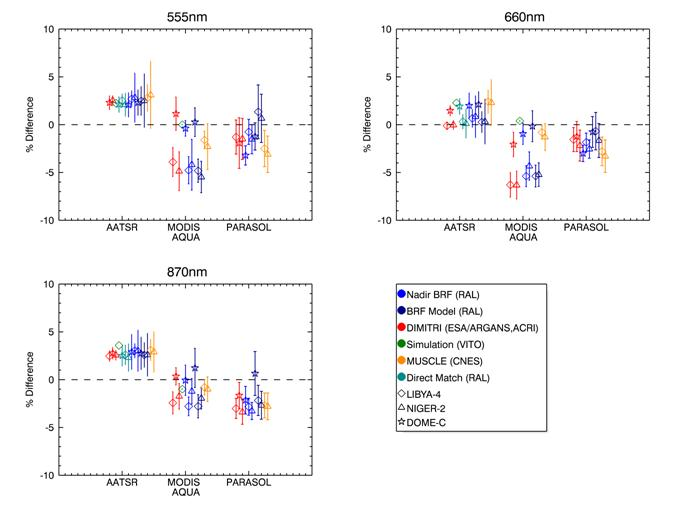 555nm
10
5
0
-5
-10
% Difference
AATSR
MODIS
AQUA
PARASOL
660nm
10
5
0
-5
-10
% Difference
AATSR
MODIS
AQUA
PARASOL
870nm
10
5
0
-5
-10
% Difference
AATSR
MODIS
AQUA
PARASOL
Nadir BRF (RAL)
BRF Model (RAL)
DIMITRI (ESA/ARGANS,ACRI)
Simulation (VITO)
MUSCLE (CNES)
Direct Match (RAL)
LIBYA-4
NIGER-2
DOME-C